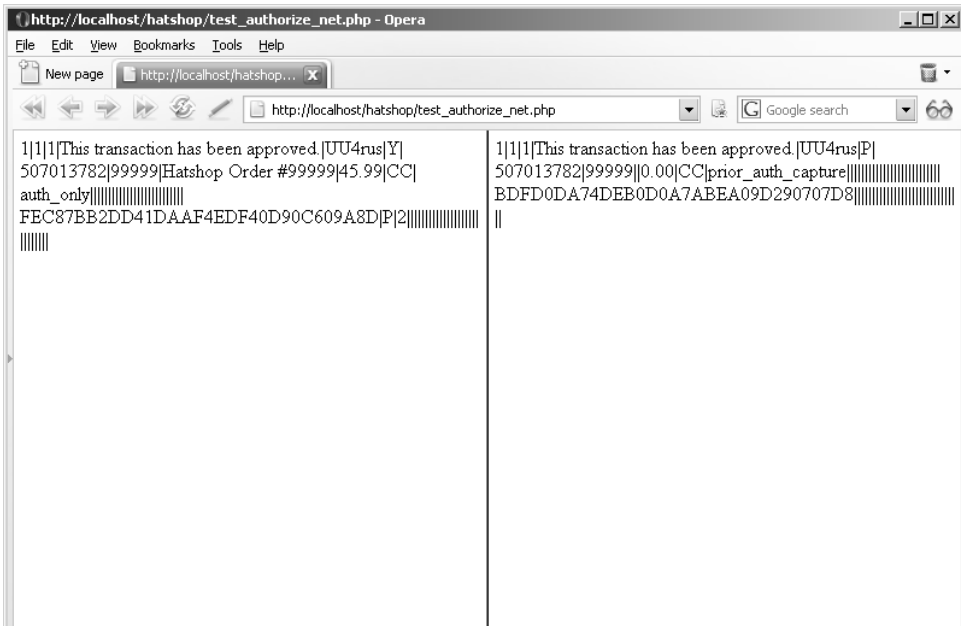 http://localhost/hatshop/test_authorize_net.php - Opera
File Edit View Bookmarks Tools Help
New page http://localhost/hatshop... X
http://localhost/hatshop/test_authorize_net.php G Google search
1|1|1|This transaction has been approved.|UU4rus|Y|
507013782|99999|Hatshop Order #99999|45.99|CC|
auth_only||||||||||||||||||||||
FEC87BB2DD41DAAF4EDF40D90C609A8D|P|2||||||||||||||||||
||||||||
1|1|1|This transaction has been approved.|UU4rus|P|
507013782|99999||0.00|CC|prior_auth_capture||||||||||||||||||||||
BDFD0DA74DEB0D0A7ABEA09D290707D8||||||||||||||||||||||||
||